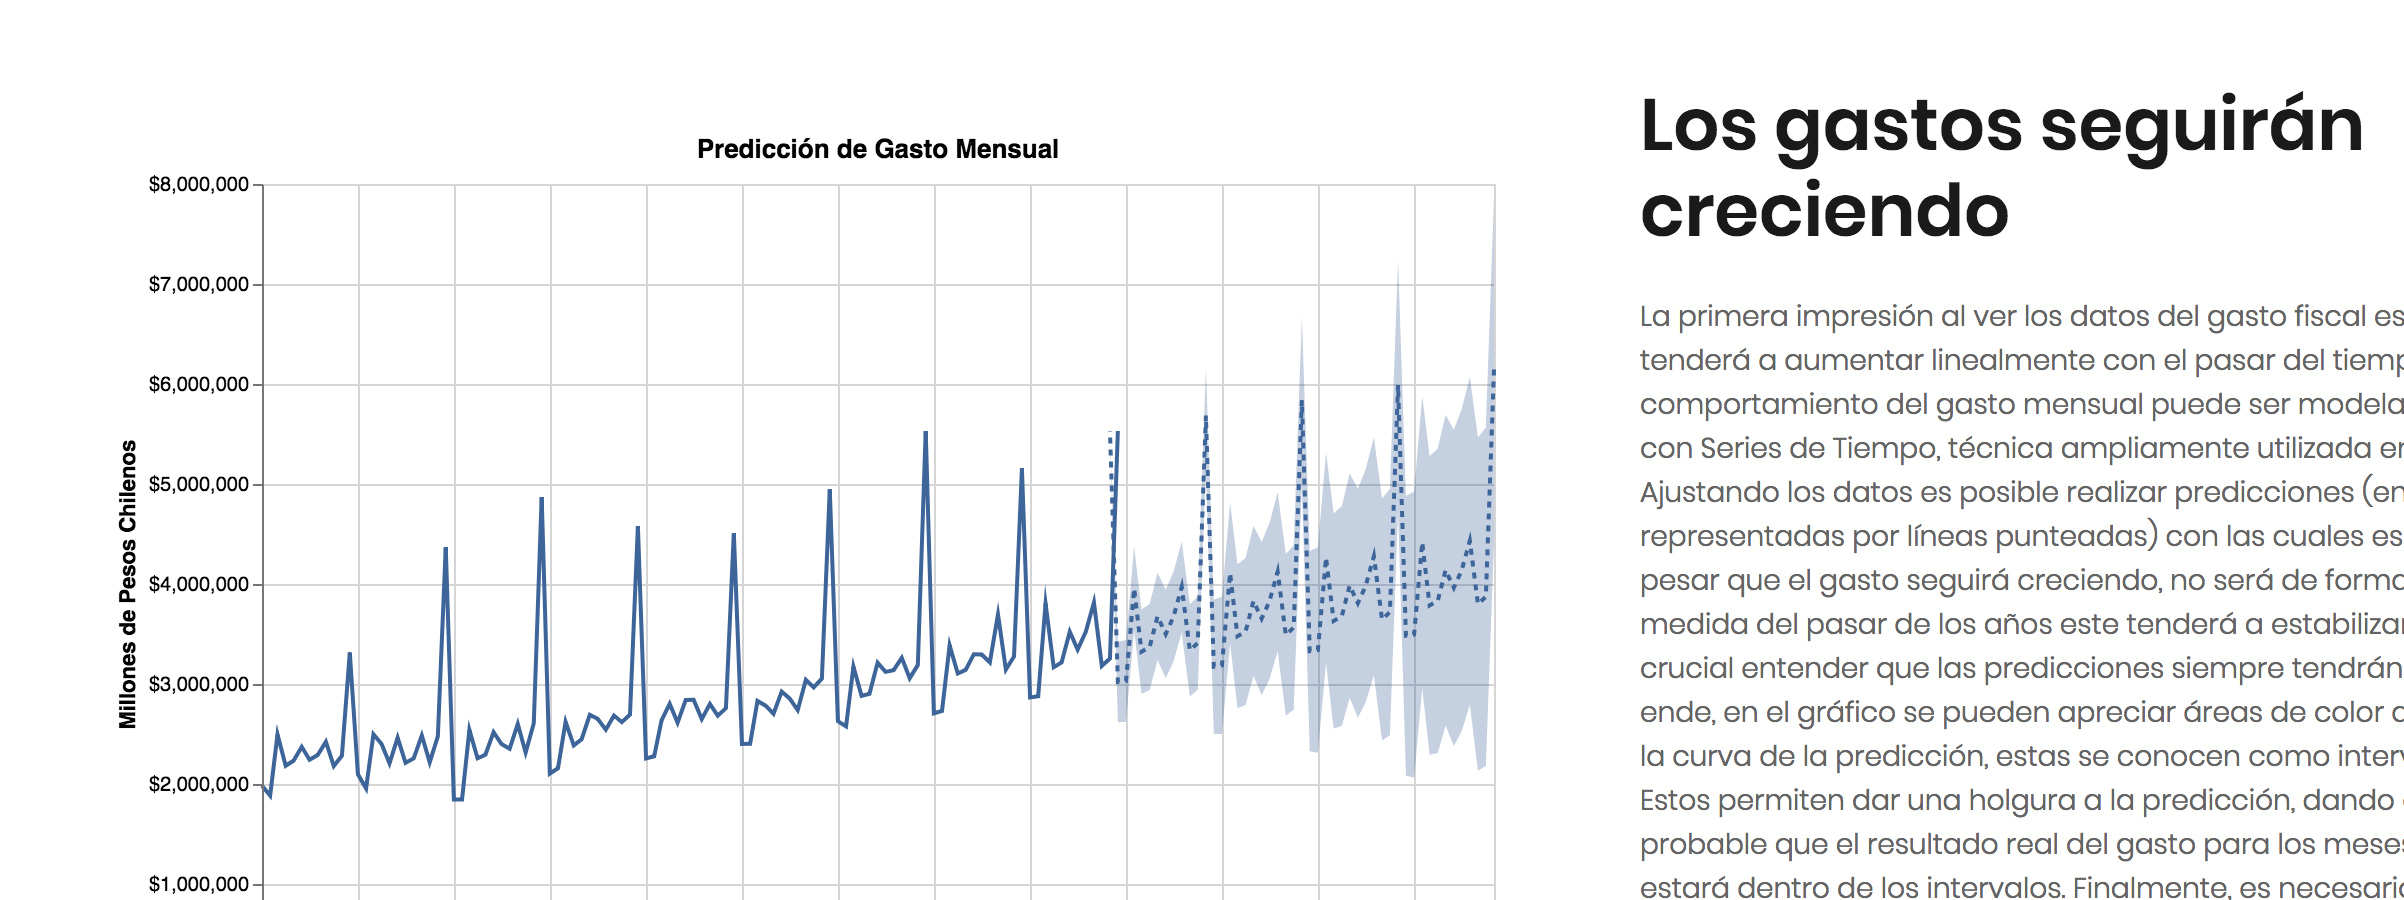 Predicción de Gasto Mensual
$8,000,000
$7,000,000
$6,000,000
$5,000,000
$4,000,000
$3,000,000
$2,000,000
$1,000,000
Millones de Pesos Chilenos
Los gastos seguirán
creciendo
La primera impresión al ver los datos del gasto fiscal es
tenderá a aumentar linealmente con el pasar del
comportamiento del gasto mensual puede ser
con Series de Tiempo, técnica ampliamente utilizada
Ajustando los datos es posible realizar predicciones
representadas por líneas punteadas) con las cuales es
pesar que el gasto seguirá creciendo, no será de
medida del pasar de los años este tenderá a
crucial entender que las predicciones siempre tendrán
ende, en el gráfico se pueden apreciar áreas de color
la curva de la predicción, estas se conocen como
Estos permiten dar una holgura a la predicción, dando
probable que el resultado real del gasto para los
estará dentro de los intervalos. Finalmente, es